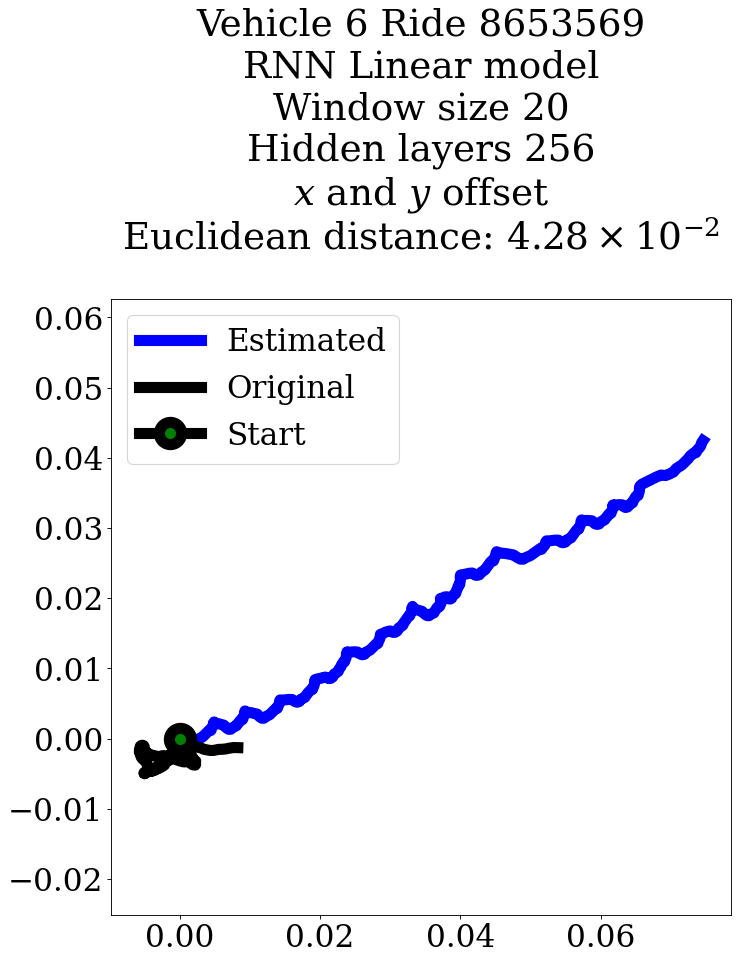 Vehicle 6 Ride 8653569
RNN Linear model
Window size 20
Hidden layers 256
x and y offset
Euclidean distance: 4.28 × 10⁻²
Estimated
Original
Start
0.06
0.05
0.04
0.03
0.02
0.01
0.00
−0.01
−0.02
0.00 0.02 0.04 0.06